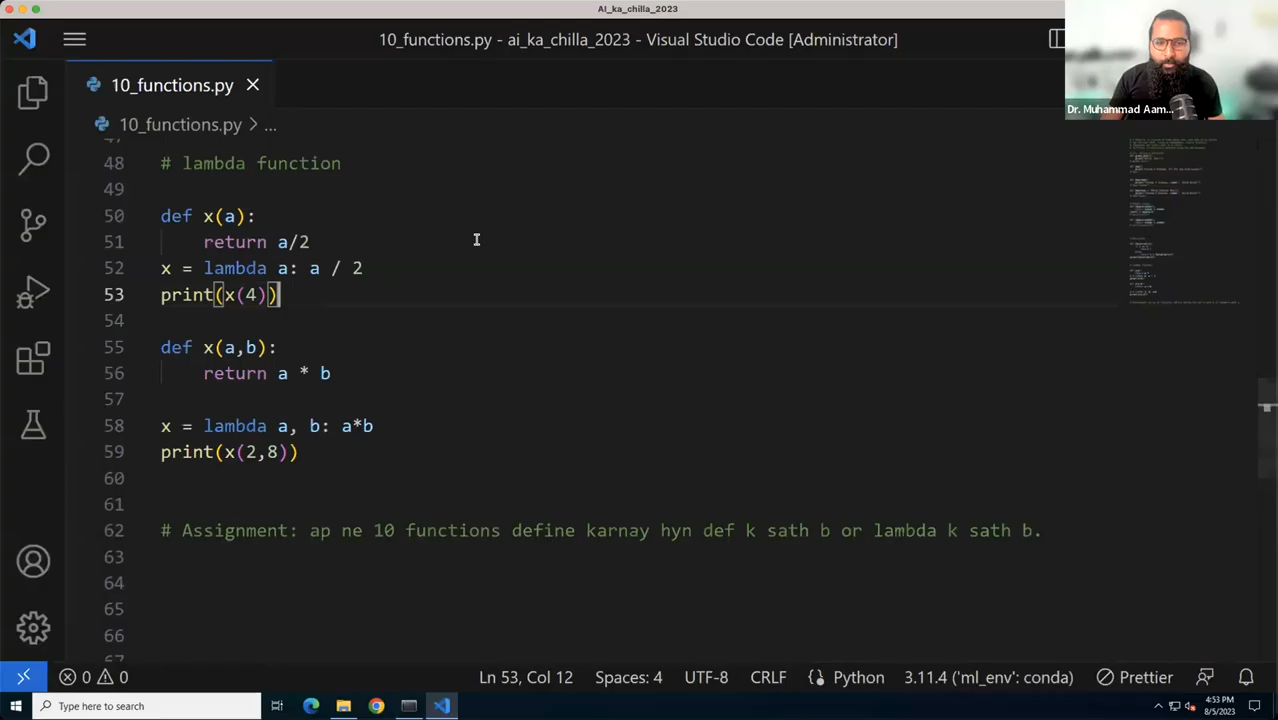 AI_ka_chilla_2023
10_functions.py - ai_ka_chilla_2023 - Visual Studio Code [Administrator]
Dr. Muhammad Aam...
10_functions.py
10_functions.py > ...
48 # lambda function
49
50 def x(a):
51 return a/2
52 x = lambda a: a / 2
53 print(x(4))
54
55 def x(a,b):
56 return a * b
57
58 x = lambda a, b: a*b
59 print(x(2,8))
60
61
62 # Assignment: ap ne 10 functions define karnay hyn def k sath b or lambda k sath b.
63
64
65
66
0 0
Ln 53, Col 12
Spaces: 4
UTF-8
CRLF
Python
3.11.4 ('ml_env': conda)
Prettier
Type here to search
4:53 PM
8/5/2023